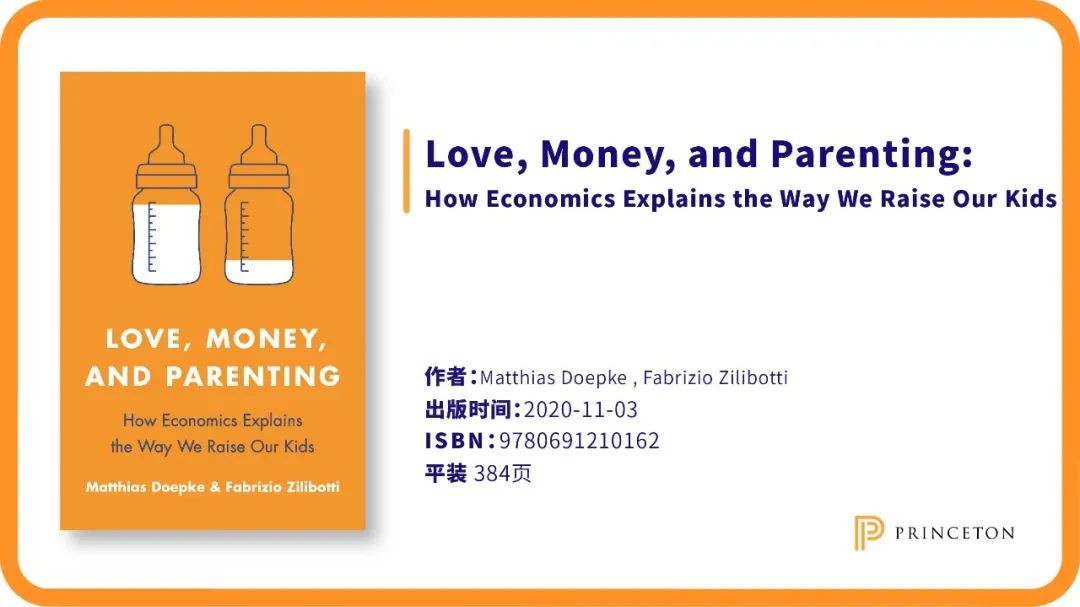 LOVE, MONEY,
AND PARENTING
How Economics Explains
the Way We Raise Our Kids
Matthias Doepke & Fabrizio Zilibotti
Love, Money, and Parenting:
How Economics Explains the Way We Raise Our Kids
作者：Matthias Doepke , Fabrizio Zilibotti
出版时间：2020-11-03
ISBN：9780691210162
平装 384页
PRINCETON